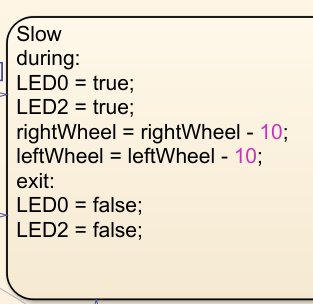 Slow
during:
LED0 = true;
LED2 = true;
rightWheel = rightWheel - 10;
leftWheel = leftWheel - 10;
exit:
LED0 = false;
LED2 = false;